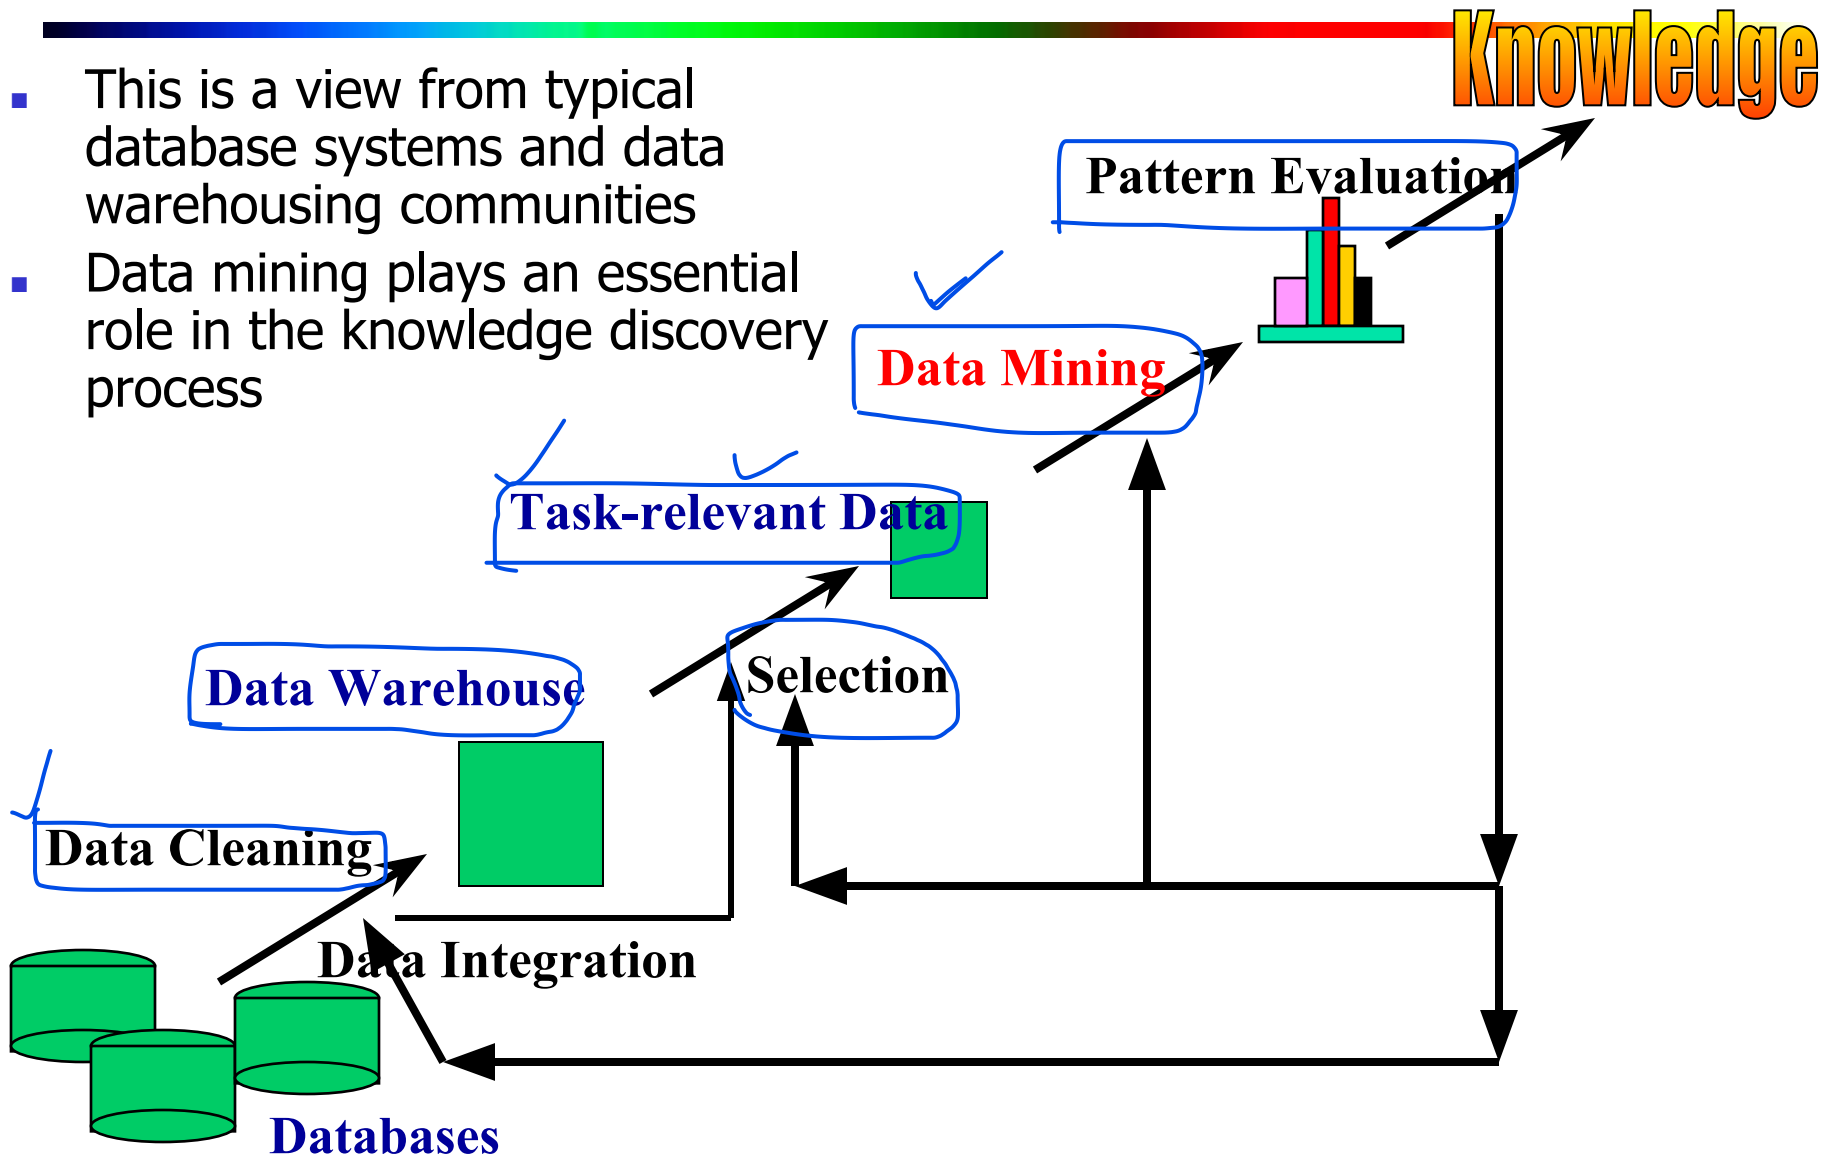 Knowledge
This is a view from typical
database systems and data
warehousing communities
Data mining plays an essential
role in the knowledge discovery
process
Pattern Evaluation
Data Mining
Task-relevant Data
Selection
Data Warehouse
Data Cleaning
Data Integration
Databases